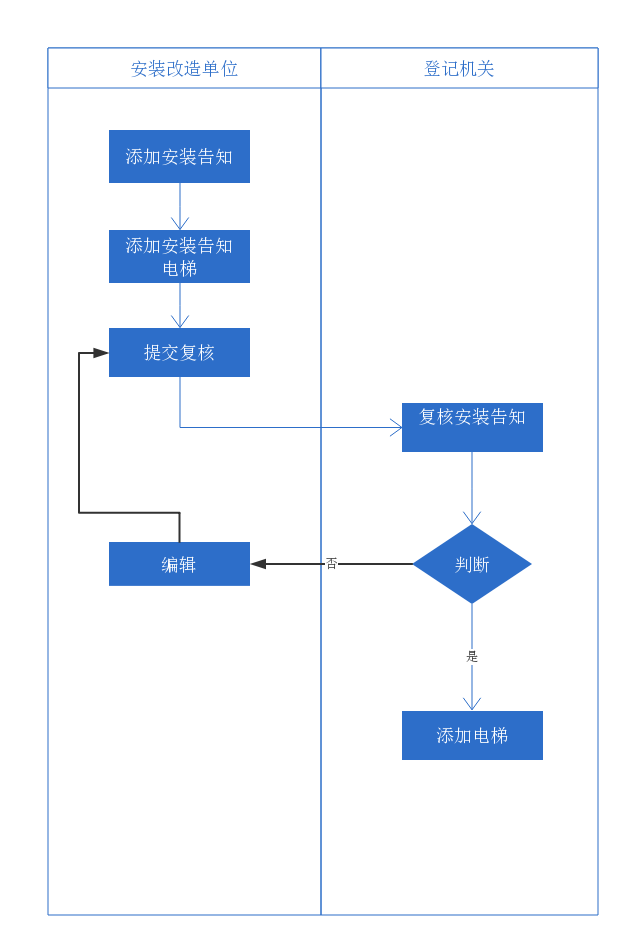 安装改造单位
登记机关
添加安装告知
添加安装告知
电梯
提交复核
复核安装告知
编辑
否
判断
是
添加电梯